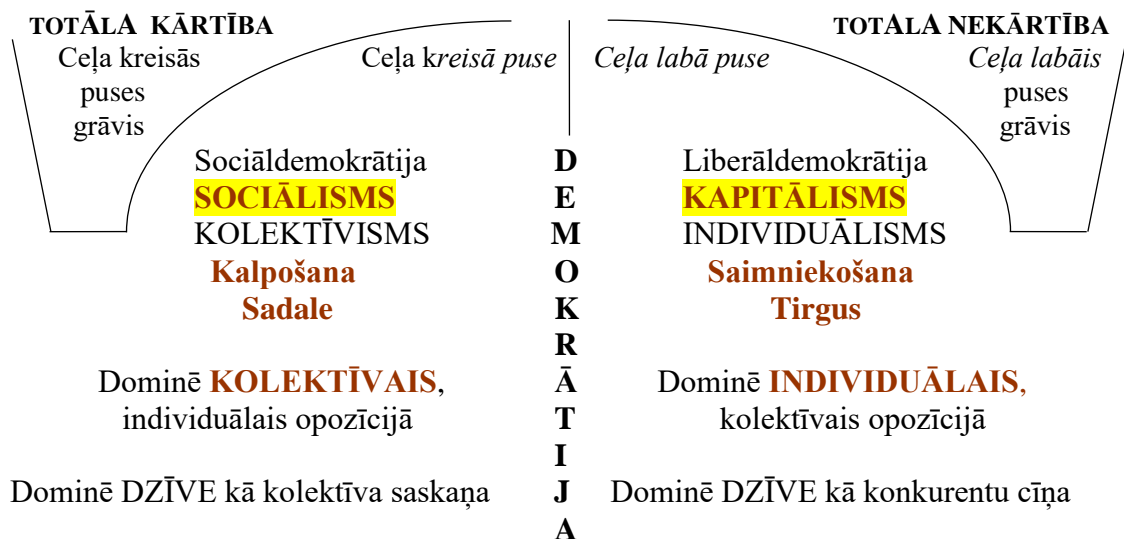 TOTĀLA KĀRTĪBA
Ceļa kreisās
puses
grāvis
Ceļa kreisā puse
Ceļa labā puse
TOTĀLA NEKĀRTĪBA
Ceļa labāis
puses
grāvis
Sociāldemokrātija
SOCIĀLISMS
KOLEKTĪVISMS
Kalpošana
Sadale
Dominē KOLEKTĪVAIS,
individuālais opozīcijā
Dominē DZĪVE kā kolektīva saskaņa
D
E
M
O
K
R
Ā
T
I
J
A
Liberāldemokrātija
KAPITĀLISMS
INDIVIDUĀLISMS
Saimniekošana
Tirgus
Dominē INDIVIDUĀLAIS,
kolektīvais opozīcijā
Dominē DZĪVE kā konkurentu cīņa